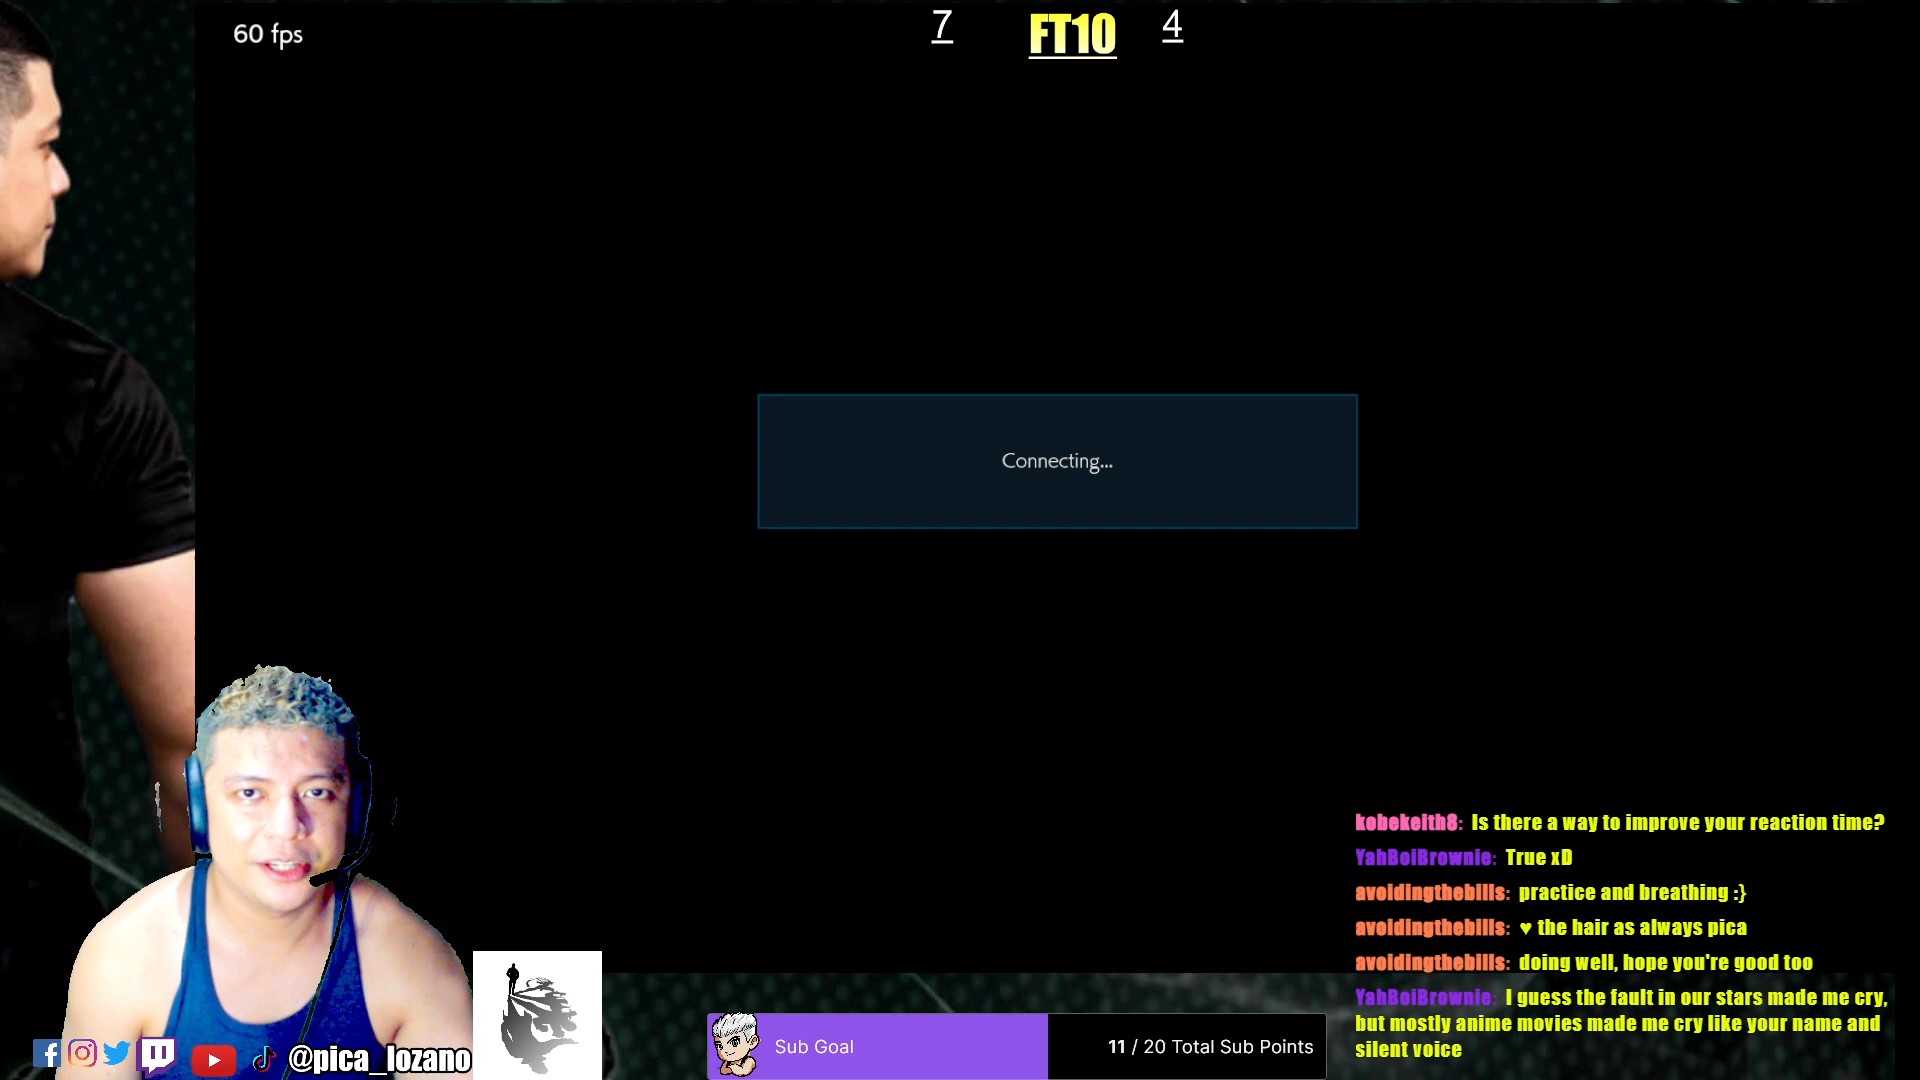 60 fps
7 FT10 4
Connecting...
kobekeith8: Is there a way to improve your reaction time?
YahBoiBrownie: True xD
avoidingthebills: practice and breathing :}
avoidingthebills: ♥ the hair as always pica
avoidingthebills: doing well, hope you're good too
YahBoiBrownie: I guess the fault in our stars made me cry,
but mostly anime movies made me cry like your name and
silent voice
@pica_lozano
Sub Goal 11 / 20 Total Sub Points